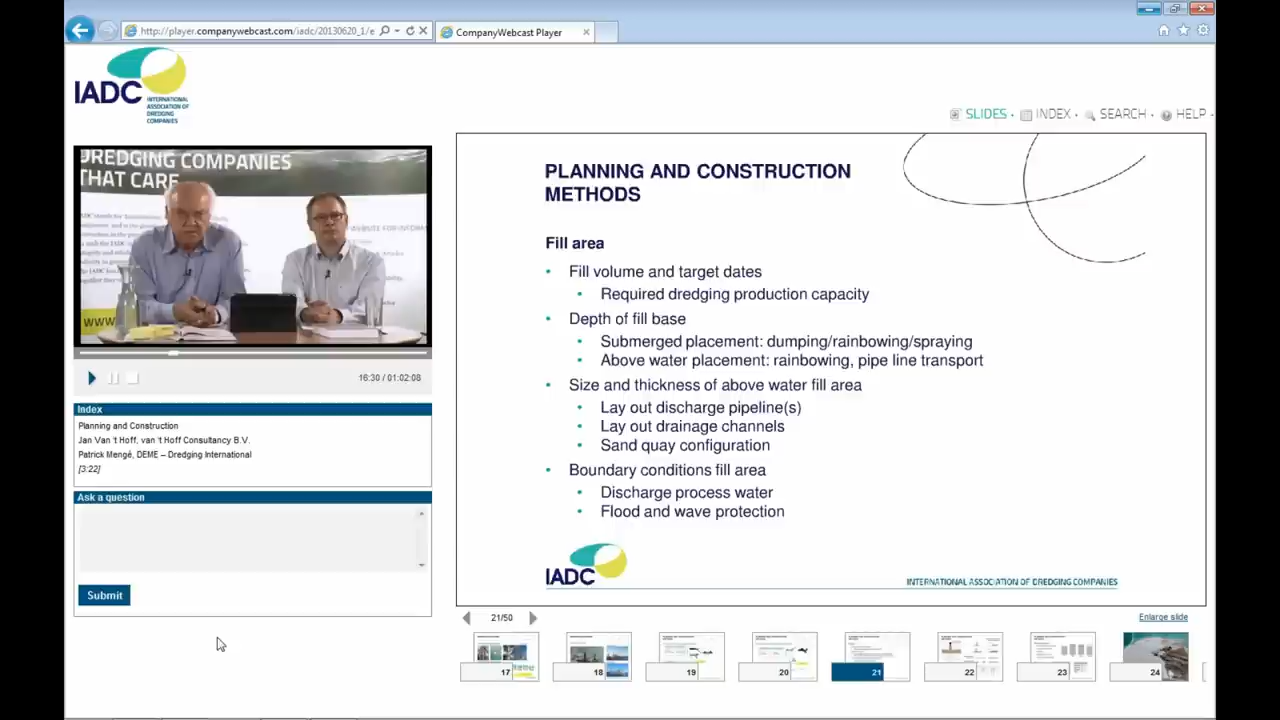 http://player.companywebcast.com/iadc/20130620_1/e
CompanyWebcast Player
IADC
INTERNATIONAL
ASSOCIATION OF
DREDGING
COMPANIES
SLIDES
INDEX
SEARCH
HELP
DREDGING COMPANIES
THAT CARE
www
16:30 / 01:02:08
Index
Planning and Construction
Jan Van 't Hoff, van 't Hoff Consultancy B.V.
Patrick Mengé, DEME – Dredging International
[3:22]
Ask a question
Submit
PLANNING AND CONSTRUCTION
METHODS
Fill area
• Fill volume and target dates
• Required dredging production capacity
• Depth of fill base
• Submerged placement: dumping/rainbowing/spraying
• Above water placement: rainbowing, pipe line transport
• Size and thickness of above water fill area
• Lay out discharge pipeline(s)
• Lay out drainage channels
• Sand quay configuration
• Boundary conditions fill area
• Discharge process water
• Flood and wave protection
IADC
INTERNATIONAL ASSOCIATION OF DREDGING COMPANIES
21/50
Enlarge slide
17
18
19
20
21
22
23
24